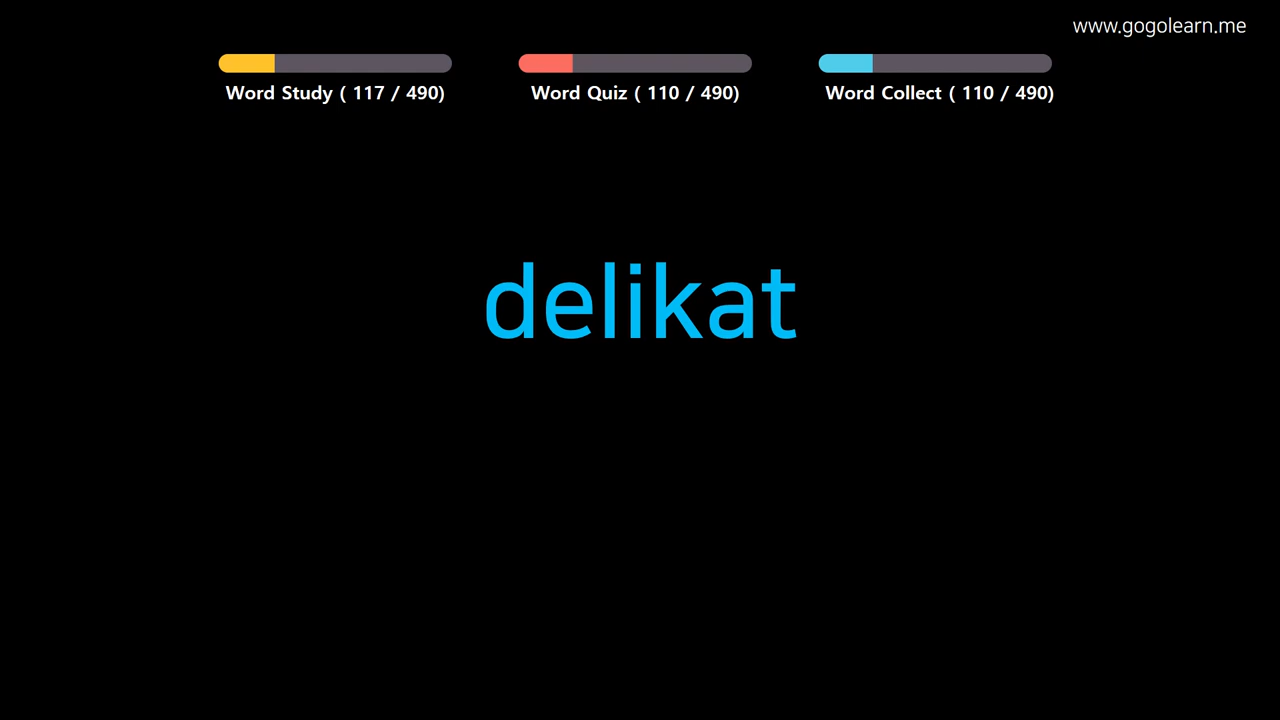 www.gogolearn.me
Word Study ( 117 / 490)
Word Quiz ( 110 / 490)
Word Collect ( 110 / 490)
delikat